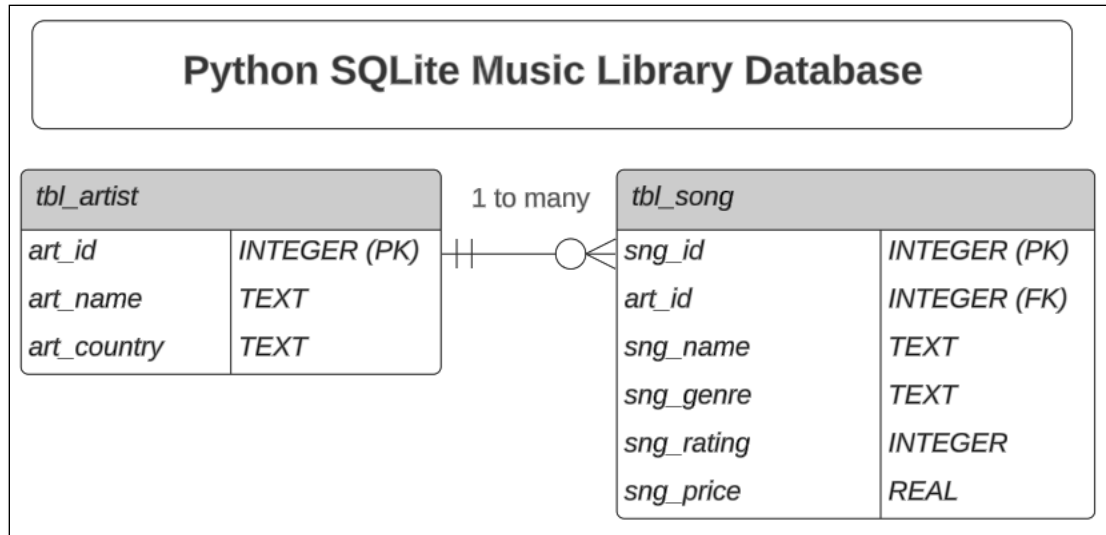 Python SQLite Music Library Database
tbl_artist
art_id INTEGER (PK)
art_name TEXT
art_country TEXT
1 to many
tbl_song
sng_id INTEGER (PK)
art_id INTEGER (FK)
sng_name TEXT
sng_genre TEXT
sng_rating INTEGER
sng_price REAL